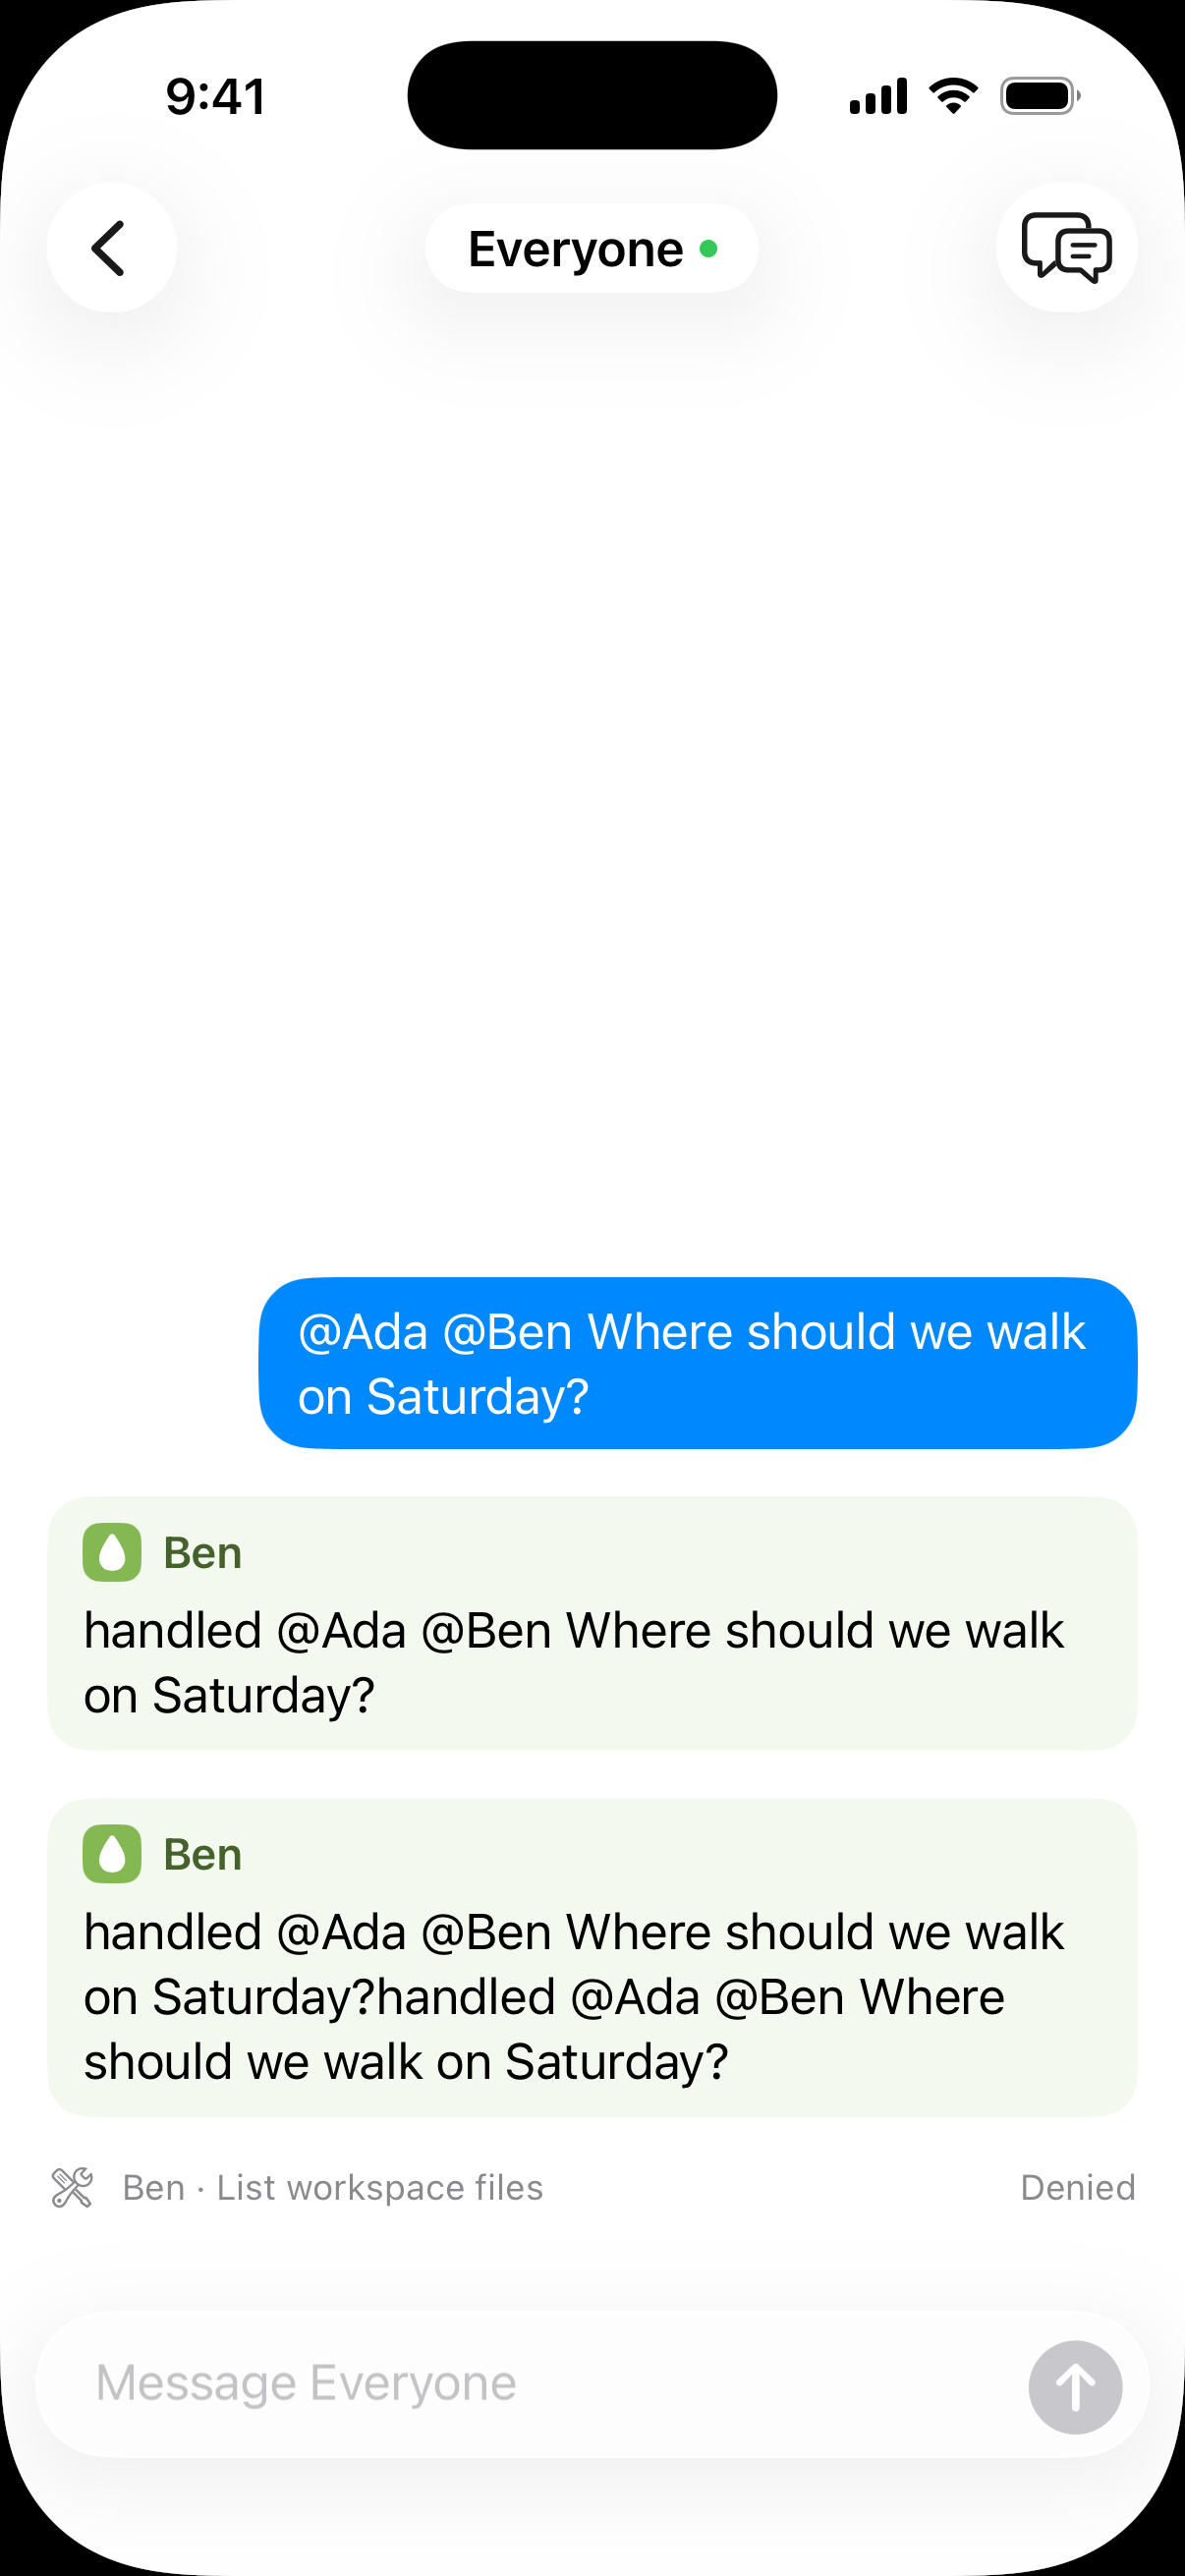 9:41
Everyone
@Ada @Ben Where should we walk
on Saturday?
Ben
handled @Ada @Ben Where should we walk
on Saturday?
Ben
handled @Ada @Ben Where should we walk
on Saturday?handled @Ada @Ben Where
should we walk on Saturday?
Ben · List workspace files Denied
Message Everyone